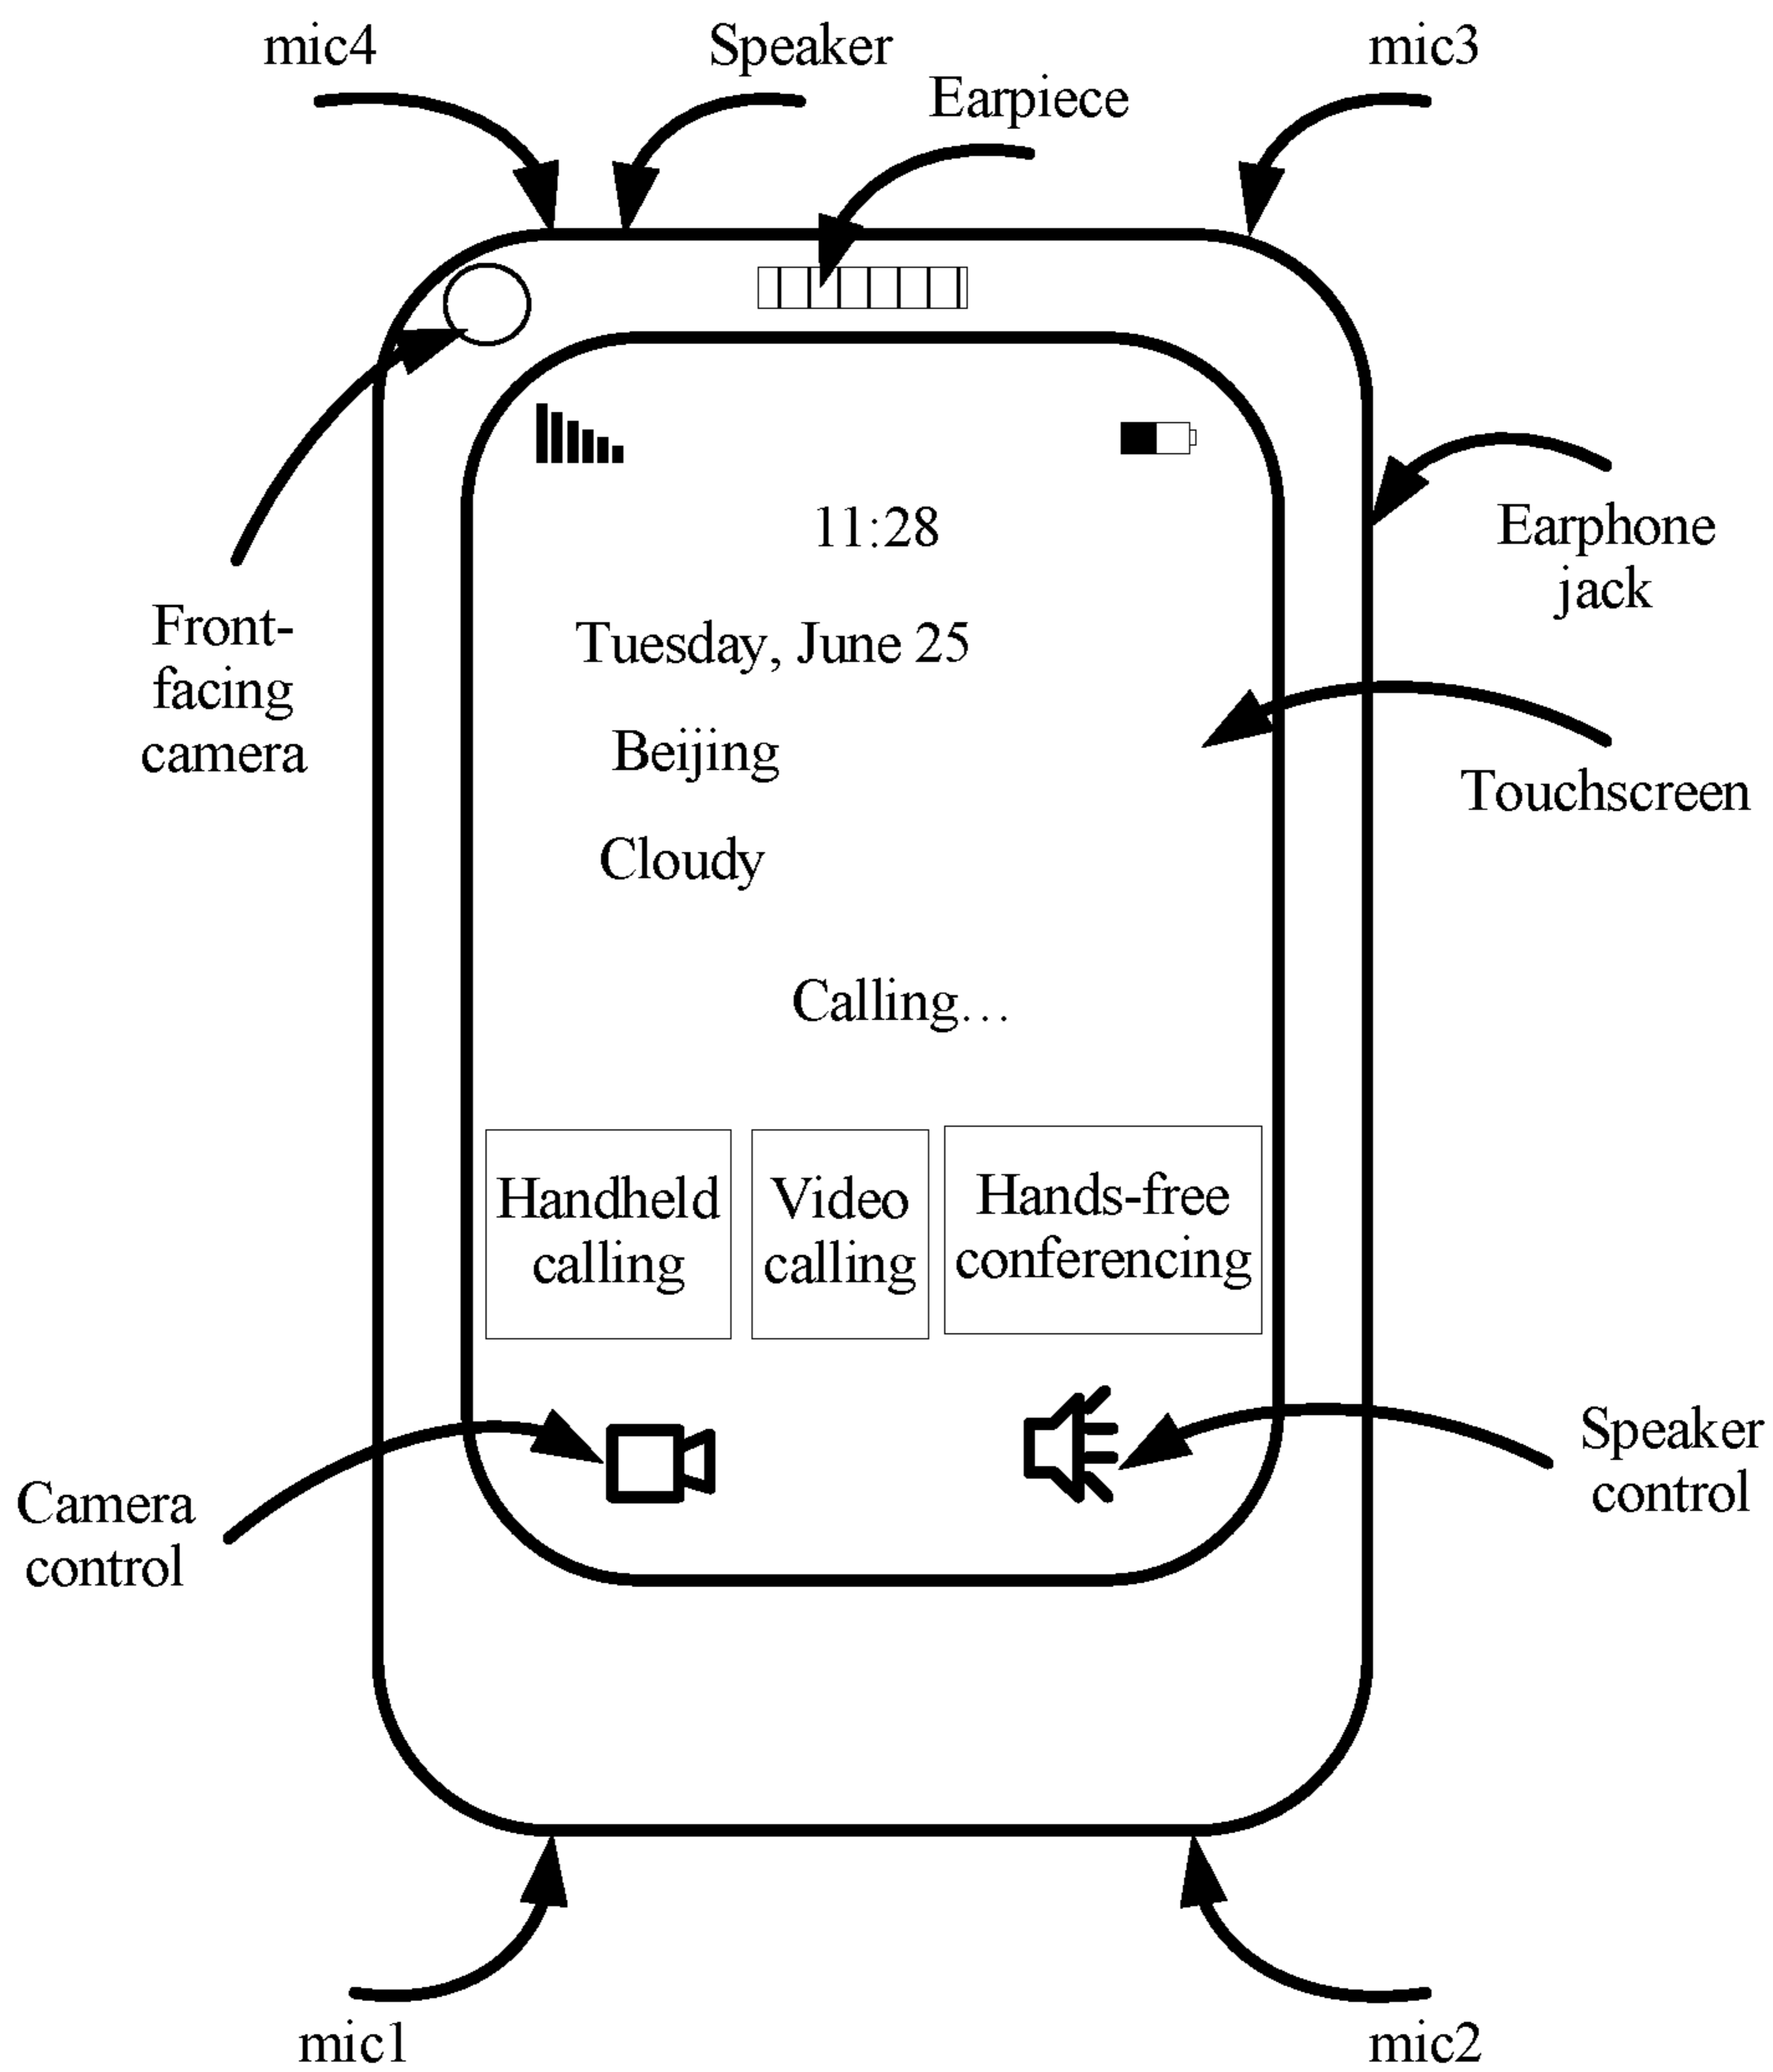 mic4
Speaker
mic3
Earpiece
11:28
Earphone
jack
Front-
facing
camera
Tuesday, June 25
Beijing
Touchscreen
Cloudy
Calling...
Handheld
calling
Video
calling
Hands-free
conferencing
Speaker
control
Camera
control
mic1
mic2